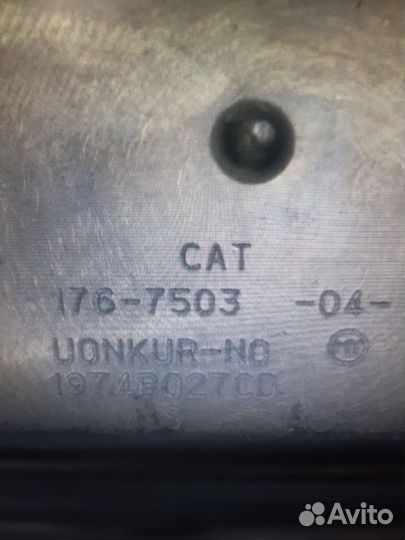 CAT
176-7503 -04-
UONKUR-NO
1974B027CD
S
Avito